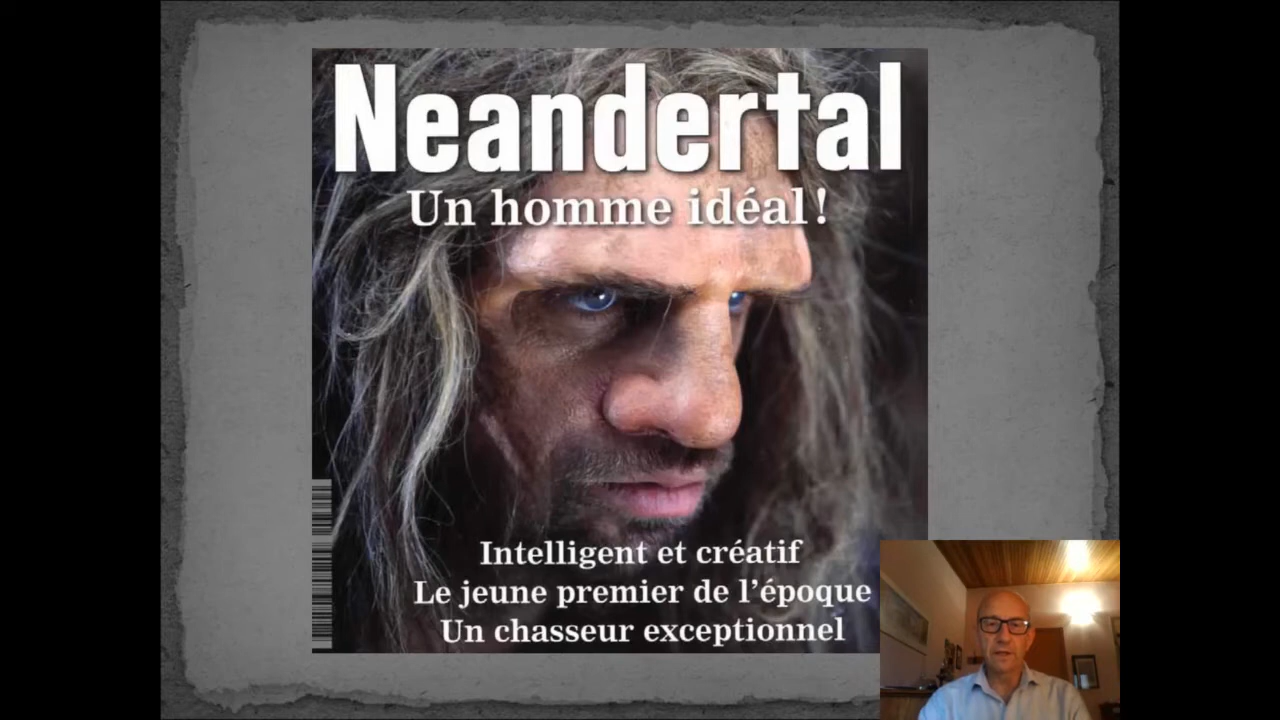 Neandertal
Un homme idéal !
Intelligent et créatif
Le jeune premier de l’époque
Un chasseur exceptionnel